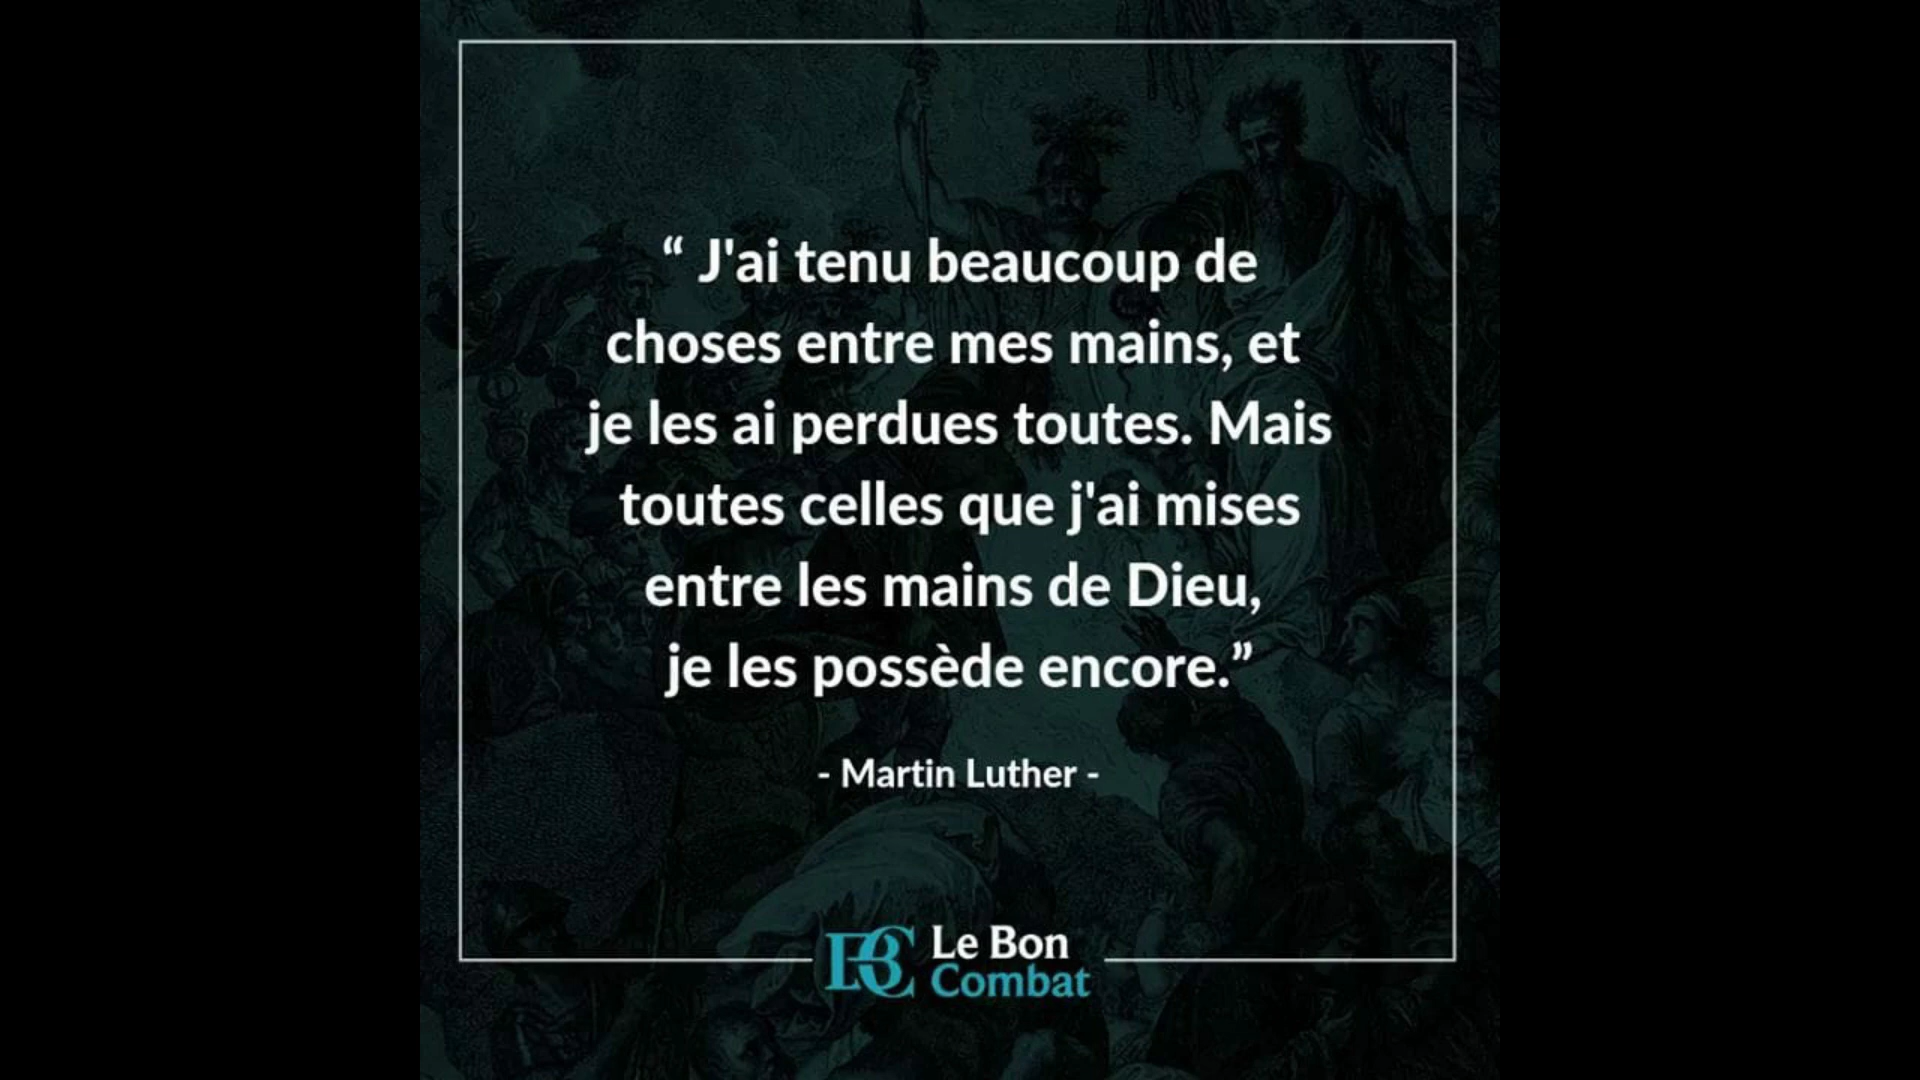 “ J'ai tenu beaucoup de
choses entre mes mains, et
je les ai perdues toutes. Mais
toutes celles que j'ai mises
entre les mains de Dieu,
je les possède encore.”
- Martin Luther -
BC Le Bon
Combat